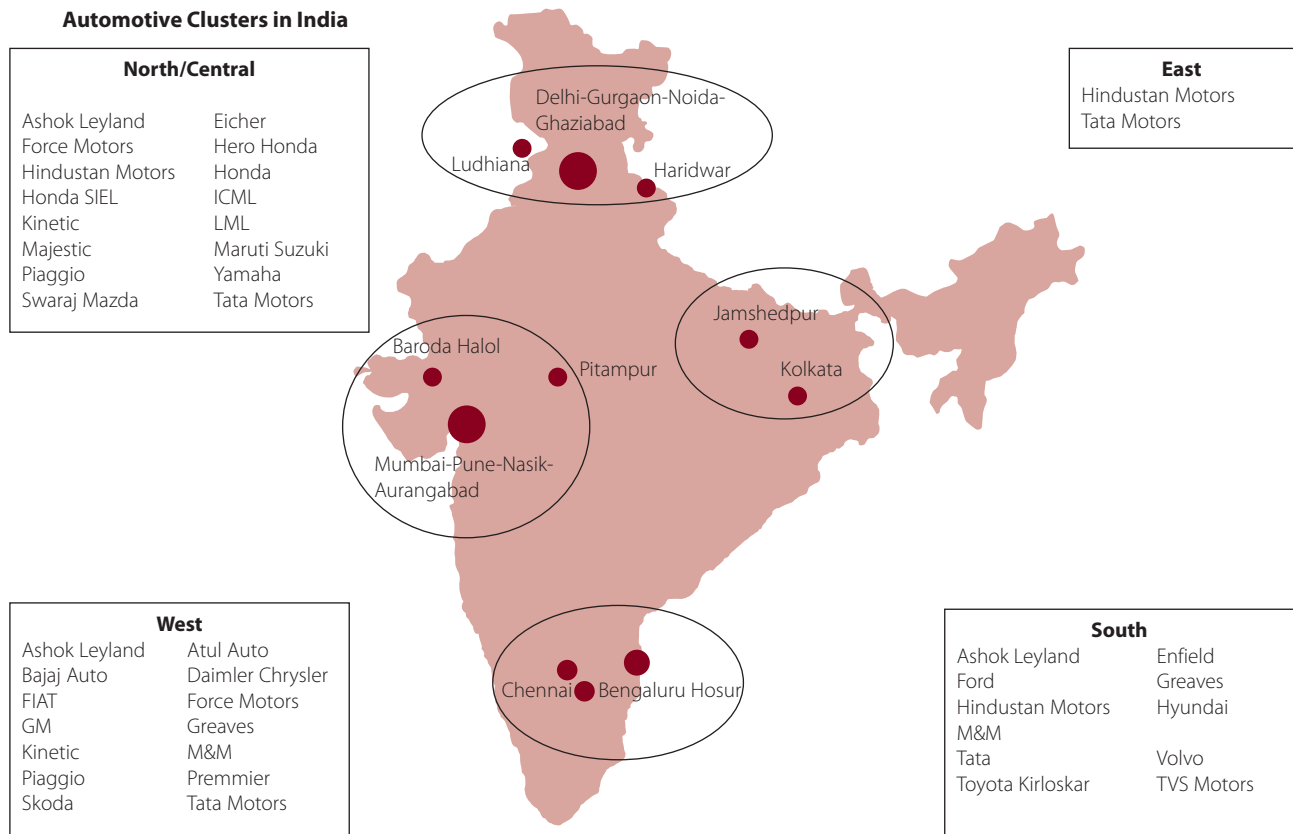 Automotive Clusters in India
North/Central
Ashok Leyland Eicher
Force Motors Hero Honda
Hindustan Motors Honda
Honda SIEL ICML
Kinetic LML
Majestic Maruti Suzuki
Piaggio Yamaha
Swaraj Mazda Tata Motors
East
Hindustan Motors
Tata Motors
Delhi-Gurgaon-Noida-
Ghaziabad
Ludhiana
Haridwar
Jamshedpur
Kolkata
Baroda Halol
Pitampur
Mumbai-Pune-Nasik-
Aurangabad
Chennai
Bengaluru Hosur
West
Ashok Leyland Atul Auto
Bajaj Auto Daimler Chrysler
FIAT Force Motors
GM Greaves
Kinetic M&M
Piaggio Premmier
Skoda Tata Motors
South
Ashok Leyland Enfield
Ford Greaves
Hindustan Motors Hyundai
M&M
Tata Volvo
Toyota Kirloskar TVS Motors